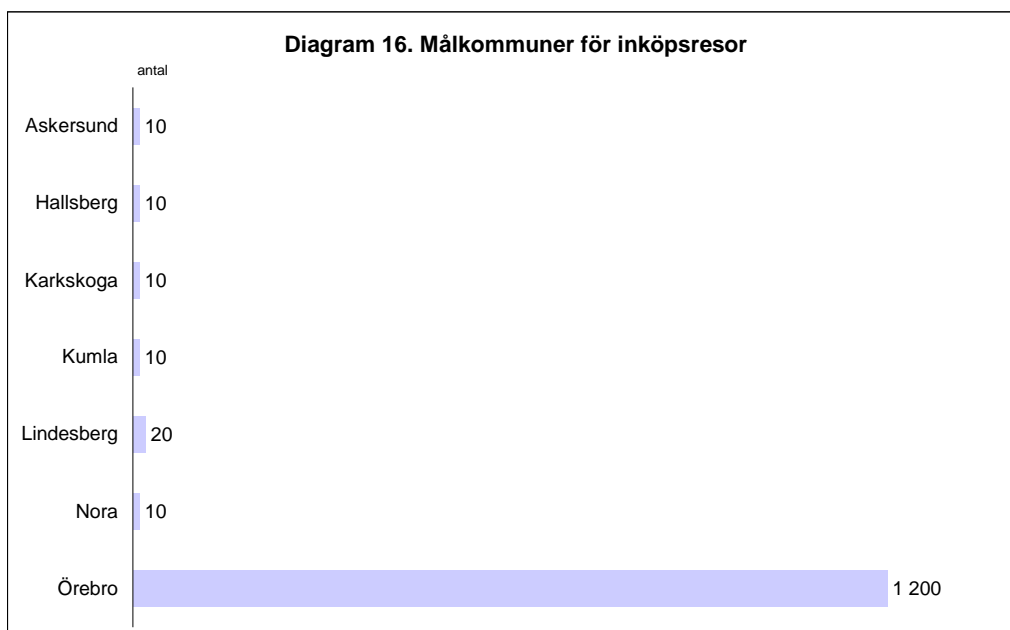 Diagram 16. Målkommuner för inköpsresor
antal
Askersund 10
Hallsberg 10
Karkskoga 10
Kumla 10
Lindesberg 20
Nora 10
Örebro 1 200